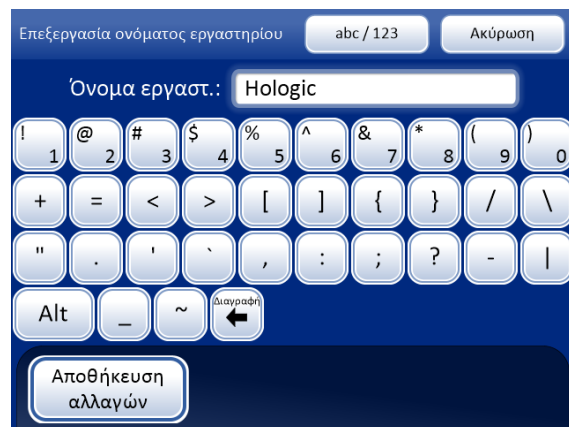 Επεξεργασία ονόματος εργαστηρίου abc / 123 Ακύρωση
Όνομα εργαστ.: Hologic
! 1 @ 2 # 3 $ 4 % 5 ^ 6 & 7 * 8 ( 9 ) 0
+ = < > [ ] { } / \
" . ' ` , : ; ? - |
Alt _ ~ Διαγραφή
Αποθήκευση
αλλαγών